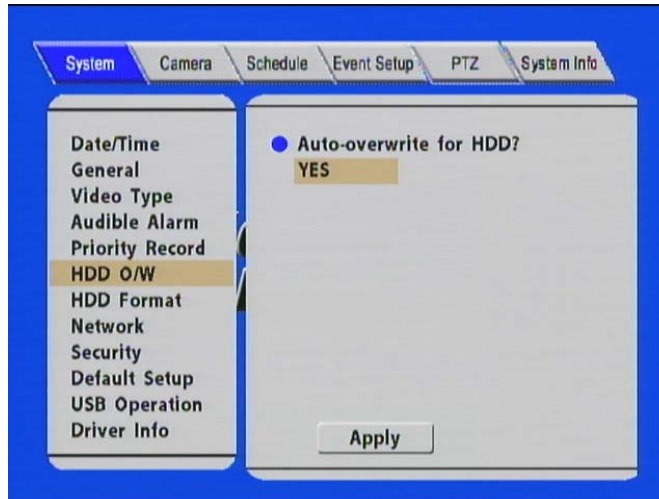 System Camera Schedule Event Setup PTZ System Info
Date/Time
General
Video Type
Audible Alarm
Priority Record
HDD O/W
HDD Format
Network
Security
Default Setup
USB Operation
Driver Info
Auto-overwrite for HDD?
YES
Apply